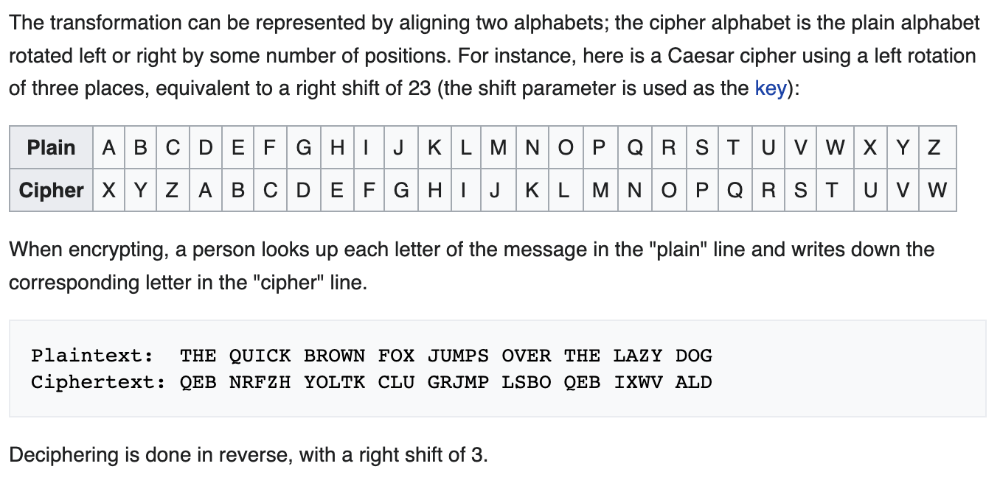 The transformation can be represented by aligning two alphabets; the cipher alphabet is the plain alphabet
rotated left or right by some number of positions. For instance, here is a Caesar cipher using a left rotation
of three places, equivalent to a right shift of 23 (the shift parameter is used as the key):
Plain A B C D E F G H I J K L M N O P Q R S T U V W X Y Z
Cipher X Y Z A B C D E F G H I J K L M N O P Q R S T U V W
When encrypting, a person looks up each letter of the message in the "plain" line and writes down the
corresponding letter in the "cipher" line.
Plaintext: THE QUICK BROWN FOX JUMPS OVER THE LAZY DOG
Ciphertext: QEB NRFZH YOLTK CLU GRJMP LSBO QEB IXWV ALD
Deciphering is done in reverse, with a right shift of 3.